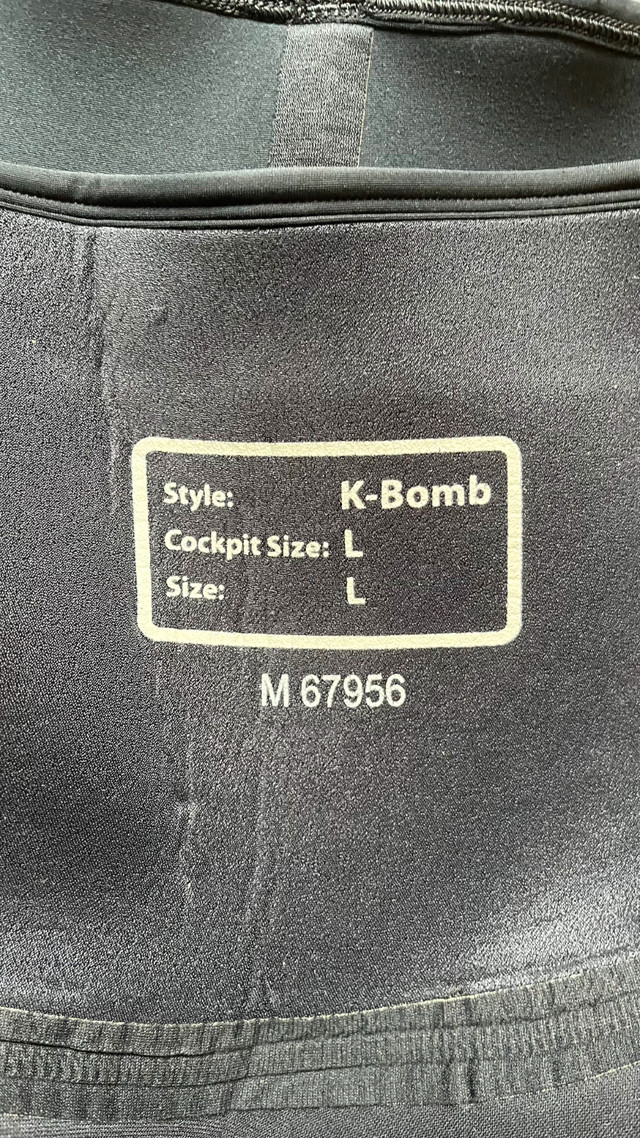 Style: K-Bomb
Cockpit Size: L
Size: L
M 67956